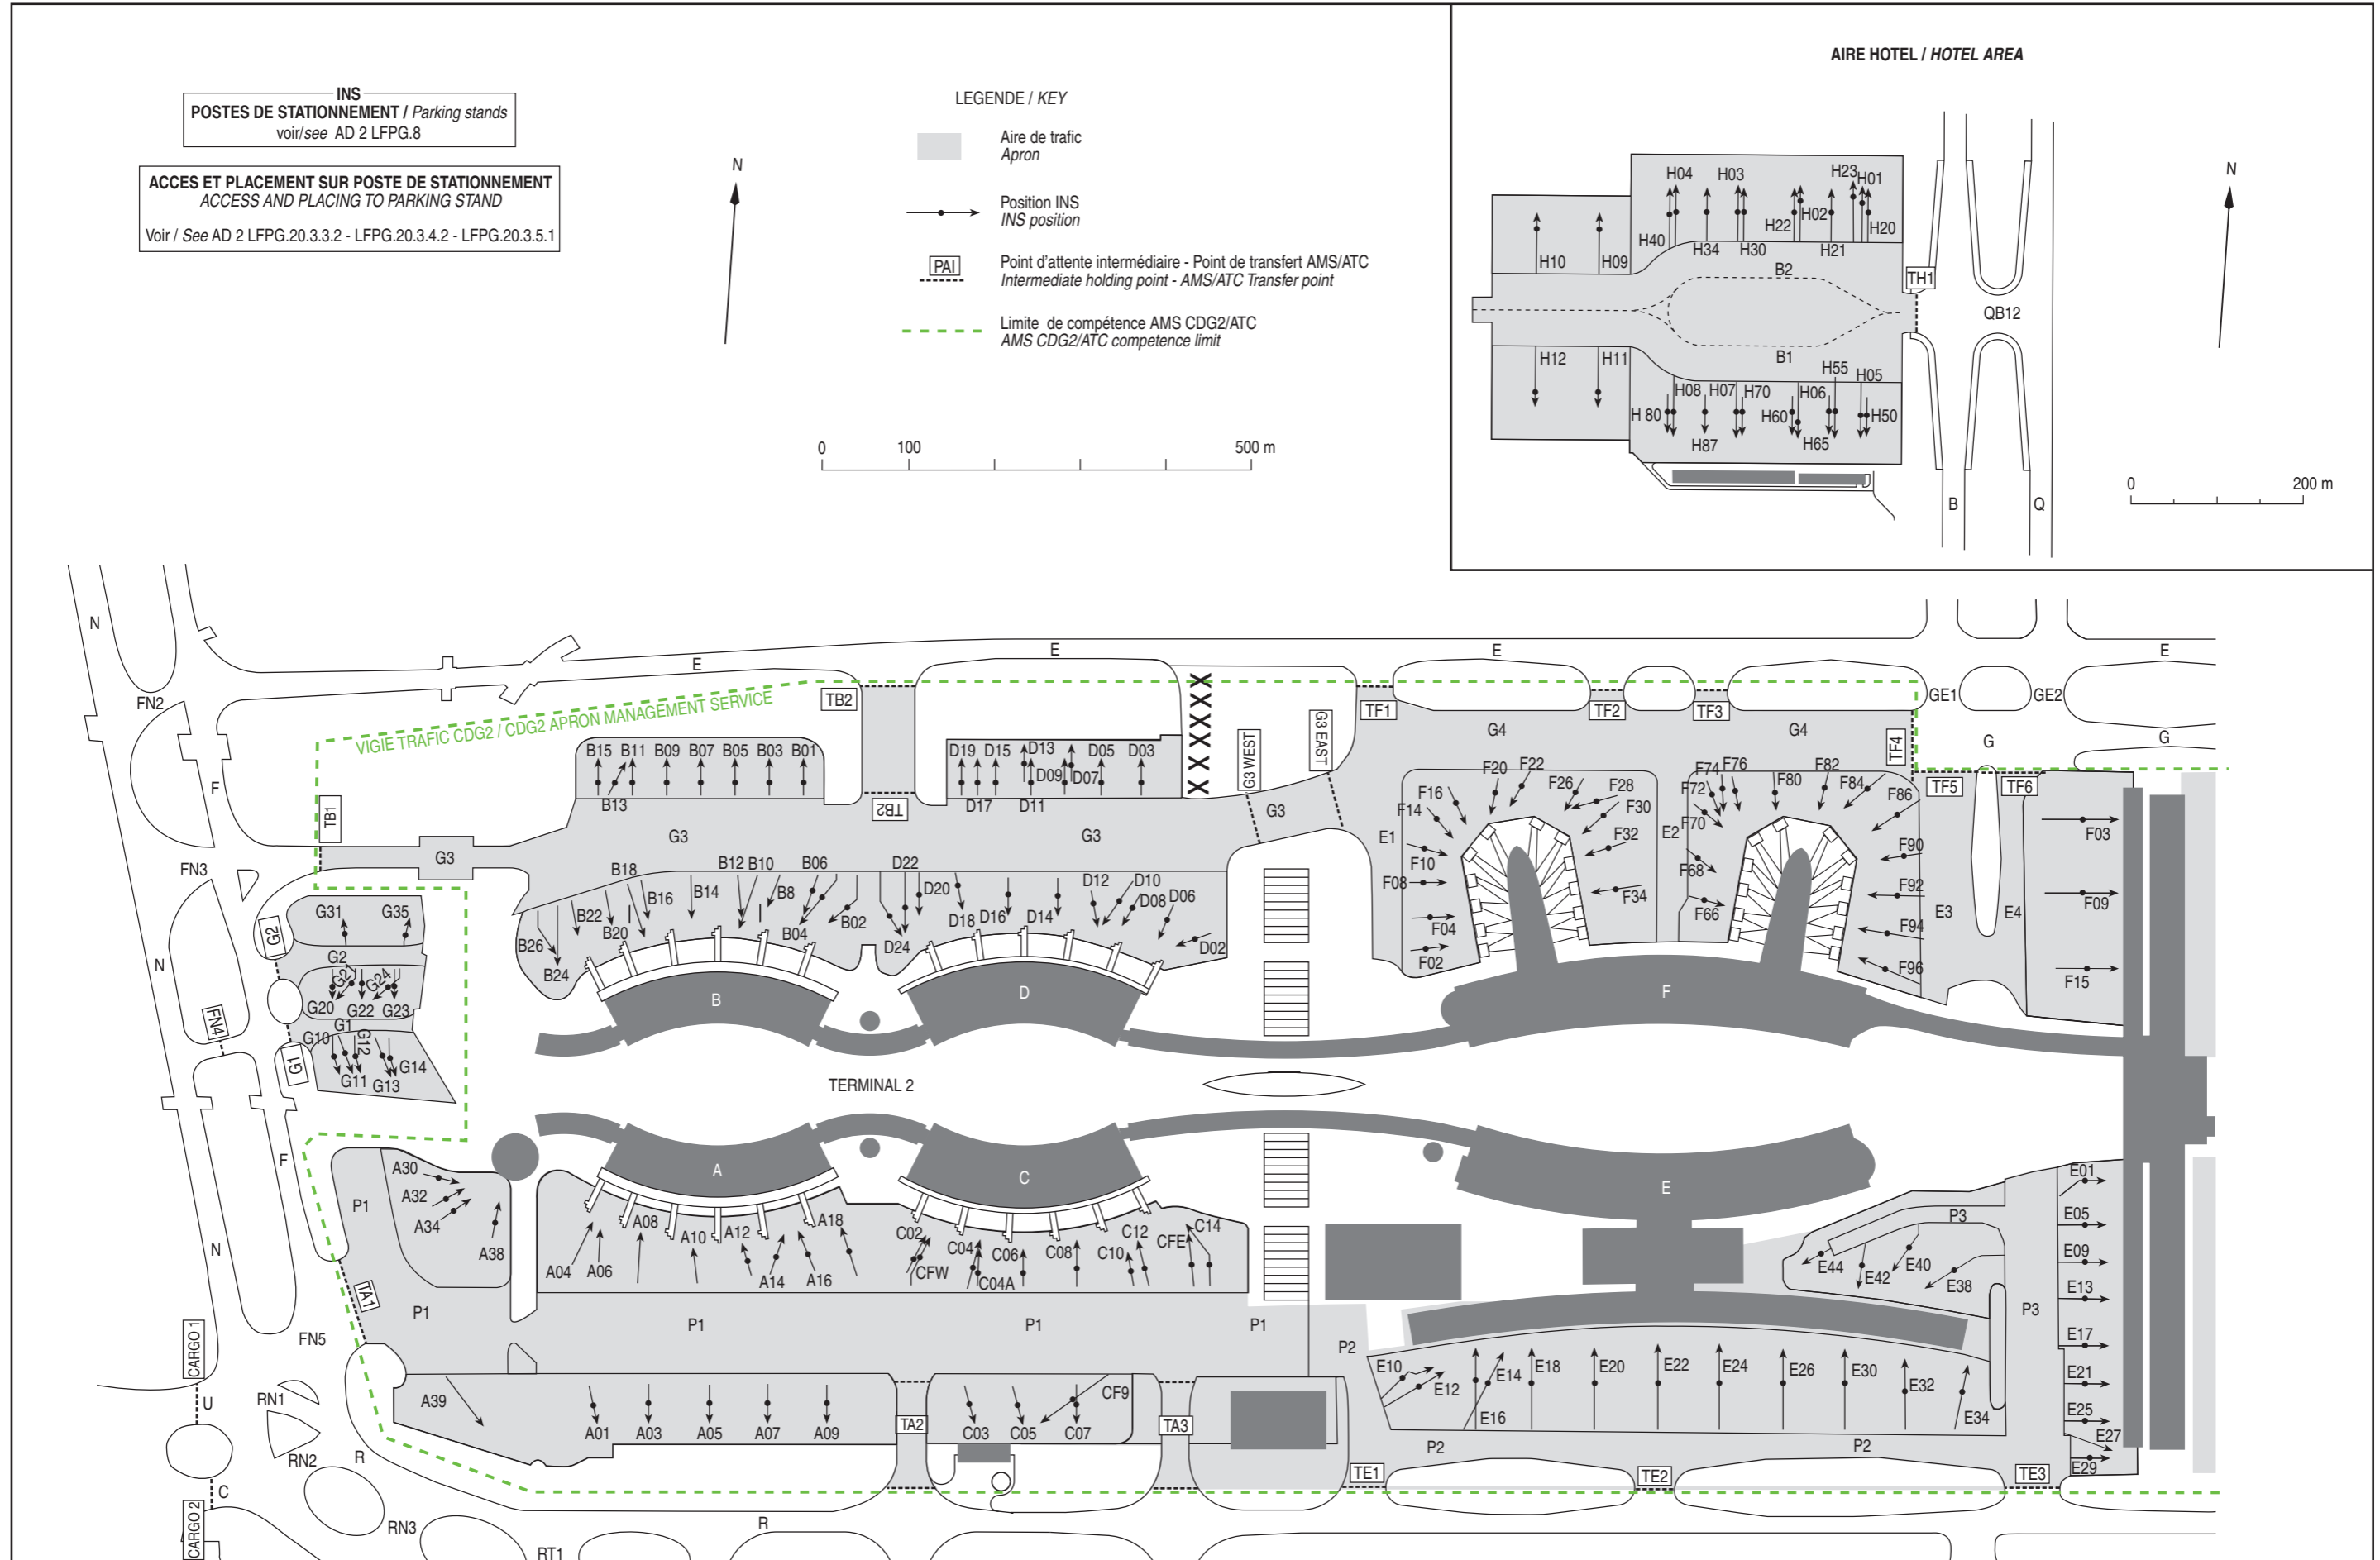 INS
POSTES DE STATIONNEMENT / Parking stands
voir/see AD 2 LFPG.8
ACCES ET PLACEMENT SUR POSTE DE STATIONNEMENT
ACCESS AND PLACING TO PARKING STAND
Voir / See AD 2 LFPG.20.3.3.2 - LFPG.20.3.4.2 - LFPG.20.3.5.1
N
LEGENDE / KEY
Aire de trafic
Apron
Position INS
INS position
PAI
Point d'attente intermédiaire - Point de transfert AMS/ATC
Intermediate holding point - AMS/ATC Transfer point
Limite de compétence AMS CDG2/ATC
AMS CDG2/ATC competence limit
0 100 500 m
AIRE HOTEL / HOTEL AREA
N
H04 H03 H23 H01
H22 H02 H20
H40 H34 H30 H21
H10 H09
B2
TH1
QB12
B1
H12 H11
H55 H05
H08 H07 H70 H06
H 80 H60 H50
H87 H65
B Q
0 200 m
N
E E E E
FN2
TB2
GE1 GE2
VIGIE TRAFIC CDG2 / CDG2 APRON MANAGEMENT SERVICE
TF1 TF2 TF3
G3 WEST
G3 EAST
G4 G4
TF4
G G
B15 B11 B09 B07 B05 B03 B01
B13
D19 D15 D13 D05 D03
D09 D07
D17 D11
TB2
F
TB1
G3 G3 G3 G3
FN3
F20 F22 F26 F28 F30 F32 F34
F16 F14 F10 F08 F04 F02
E1 E2
F74 F76 F80 F82 F84 F86
F72 F70 F68 F66
F90 F92 F94 F96
TF5 TF6
E3 E4
F03
F09
F15
B18 B12 B10 B06
B16 B14 B8
B22 B20 B04 B02
B26 B24
D22 D20 D12 D10
D08 D06
D18 D16 D14
D24 D02
G31 G35
G2
G2
G21 G24
G20 G22 G23
G1
G10 G12
G11 G13 G14
G1
N
FN4
B D F
TERMINAL 2
A C E
F
P1
A30
A32
A34
A38
N
A08 A10 A12 A18
A04 A06 A14 A16
C02 C04 C06 C08 C10 C12 C14
CFW C04A CFE
E01
E05
E09
E13
E17
E21
E25
E27
E29
P3
E44 E42 E40 E38
P3
TA1
P1 P1 P1 P1
P2
FN5
CARGO 1
E10 E12 E14 E18 E20 E22 E24 E26 E30 E32
E16 E34
RN1
U
A39
A01 A03 A05 A07 A09
TA2
C03 C05 C07
CF9
TA3
P2 P2
TE1 TE2 TE3
RN2
R
C
CARGO 2
RN3
R
RT1